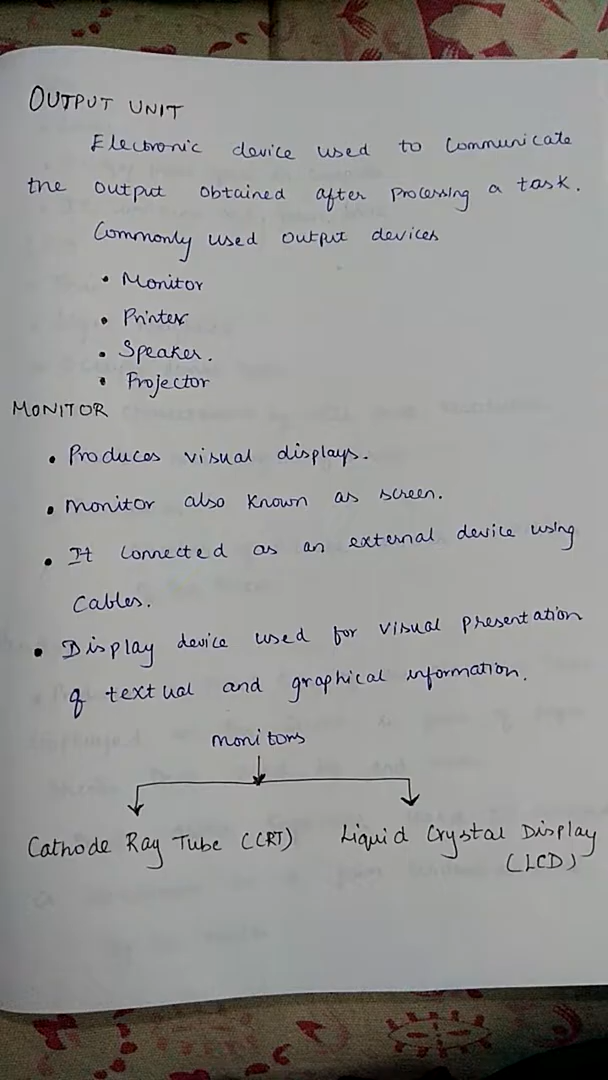 OUTPUT UNIT
Electronic device used to communicate
the output obtained after processing a task.
Commonly used output devices
• Monitor
• Printer
• Speaker.
• Projector
MONITOR
• Produces visual displays.
• monitor also known as screen.
• It connected as an external device using
cables.
• Display device used for visual presentation
of textual and graphical information.
monitors
Cathode Ray Tube (CRT) Liquid Crystal Display
(LCD)